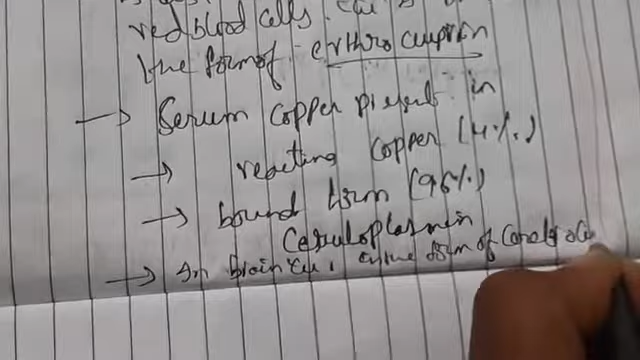 red blood cells. Cu is
the form of erthrocuprin
→ Serum copper present in
→ reacting copper (4%.)
→ bound form (96%)
Ceruloplasmin
→ In brain Cu, in the form of